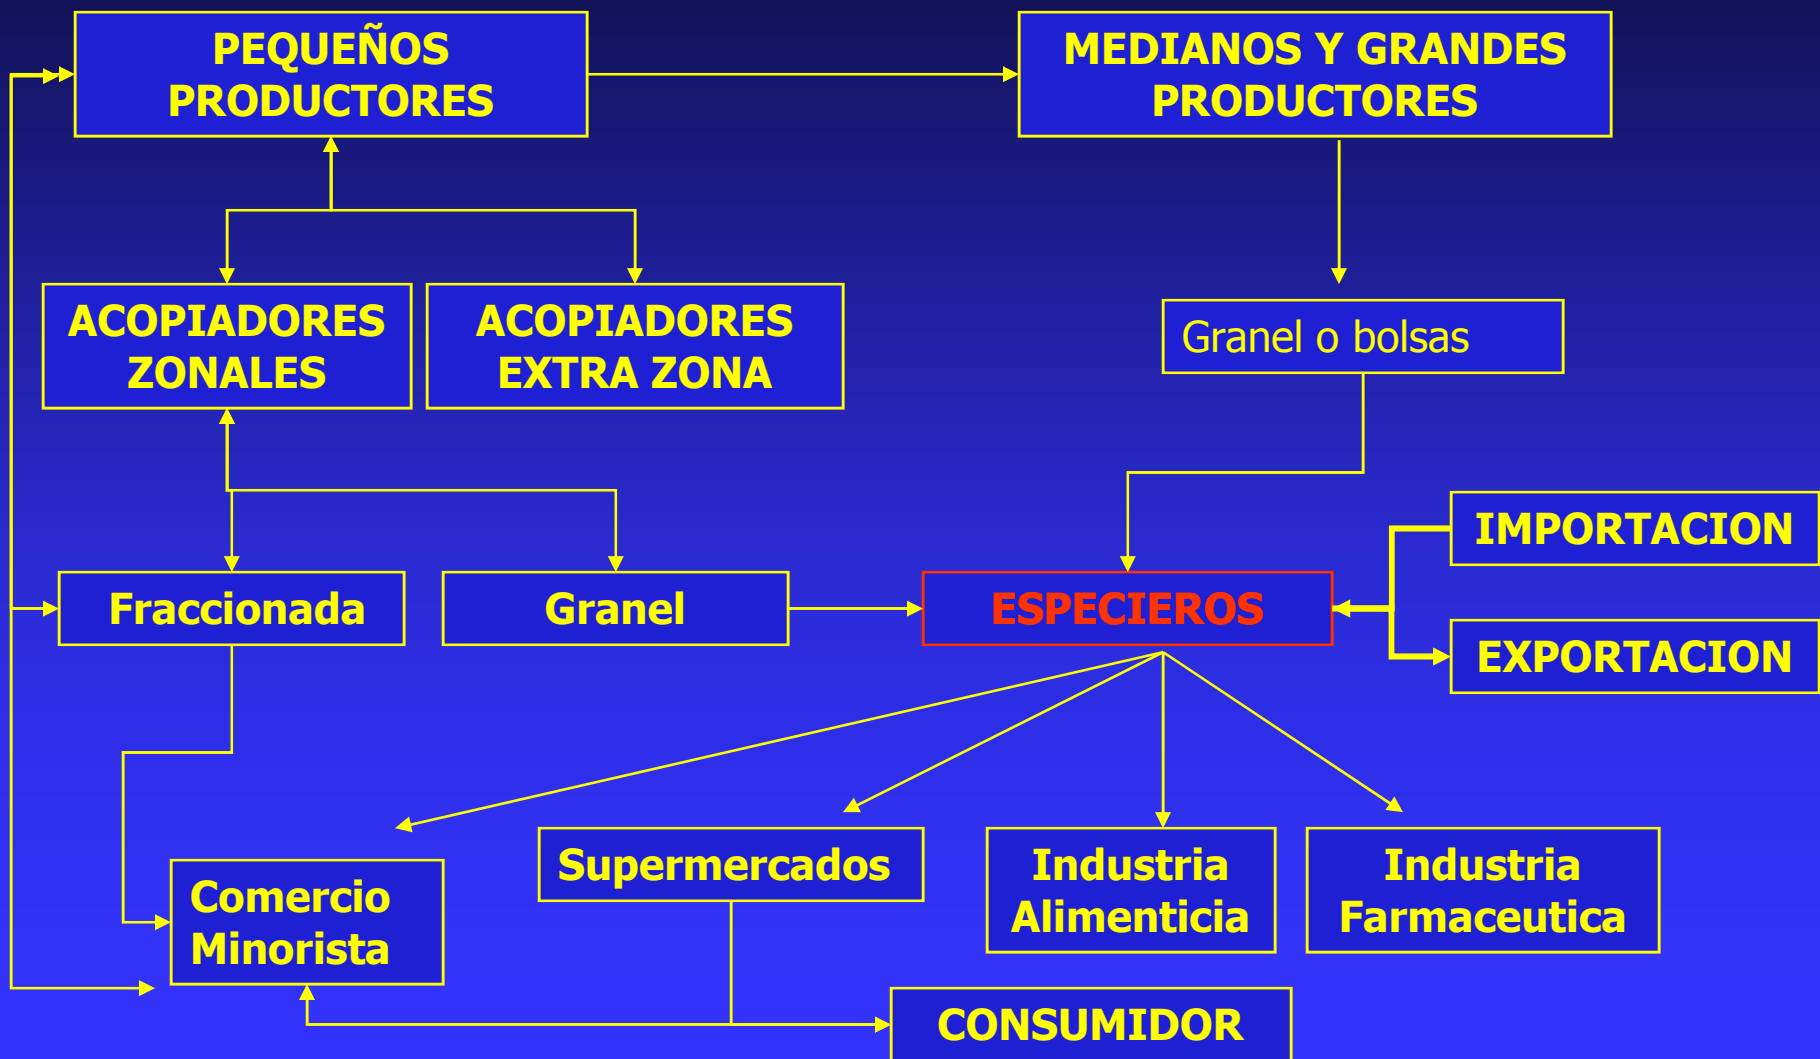 PEQUEÑOS
PRODUCTORES
MEDIANOS Y GRANDES
PRODUCTORES
ACOPIADORES
ZONALES
ACOPIADORES
EXTRA ZONA
Granel o bolsas
IMPORTACION
Fraccionada
Granel
ESPECIEROS
EXPORTACION
Supermercados
Industria
Alimenticia
Industria
Farmaceutica
Comercio
Minorista
CONSUMIDOR